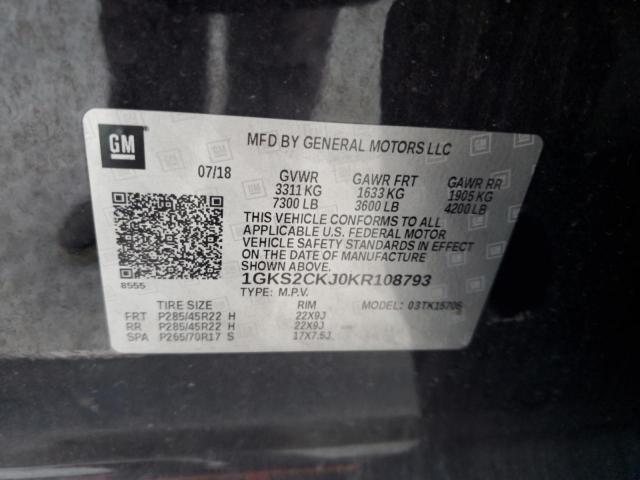 GM
MFD BY GENERAL MOTORS LLC
07/18 GVWR GAWR FRT GAWR RR
3311 KG 1633 KG 1905 KG
7300 LB 3600 LB 4200 LB
THIS VEHICLE CONFORMS TO ALL
APPLICABLE U.S. FEDERAL MOTOR
VEHICLE SAFETY STANDARDS IN EFFECT
ON THE DATE OF MANUFACTURE
SHOWN ABOVE.
8555 1GKS2CKJ0KR108793
TYPE: M.P.V. MODEL: 03TK15706
TIRE SIZE RIM
FRT P285/45R22 H 22X9J
RR P285/45R22 H 22X9J
SPA P265/70R17 S 17X7.5J